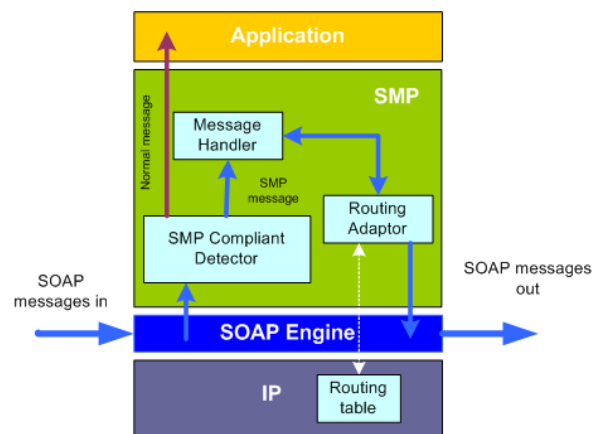 Application
SMP
Normal message
Message
Handler
SMP
message
Routing
Adaptor
SMP Compliant
Detector
SOAP
messages in
SOAP messages
out
SOAP Engine
IP
Routing
table